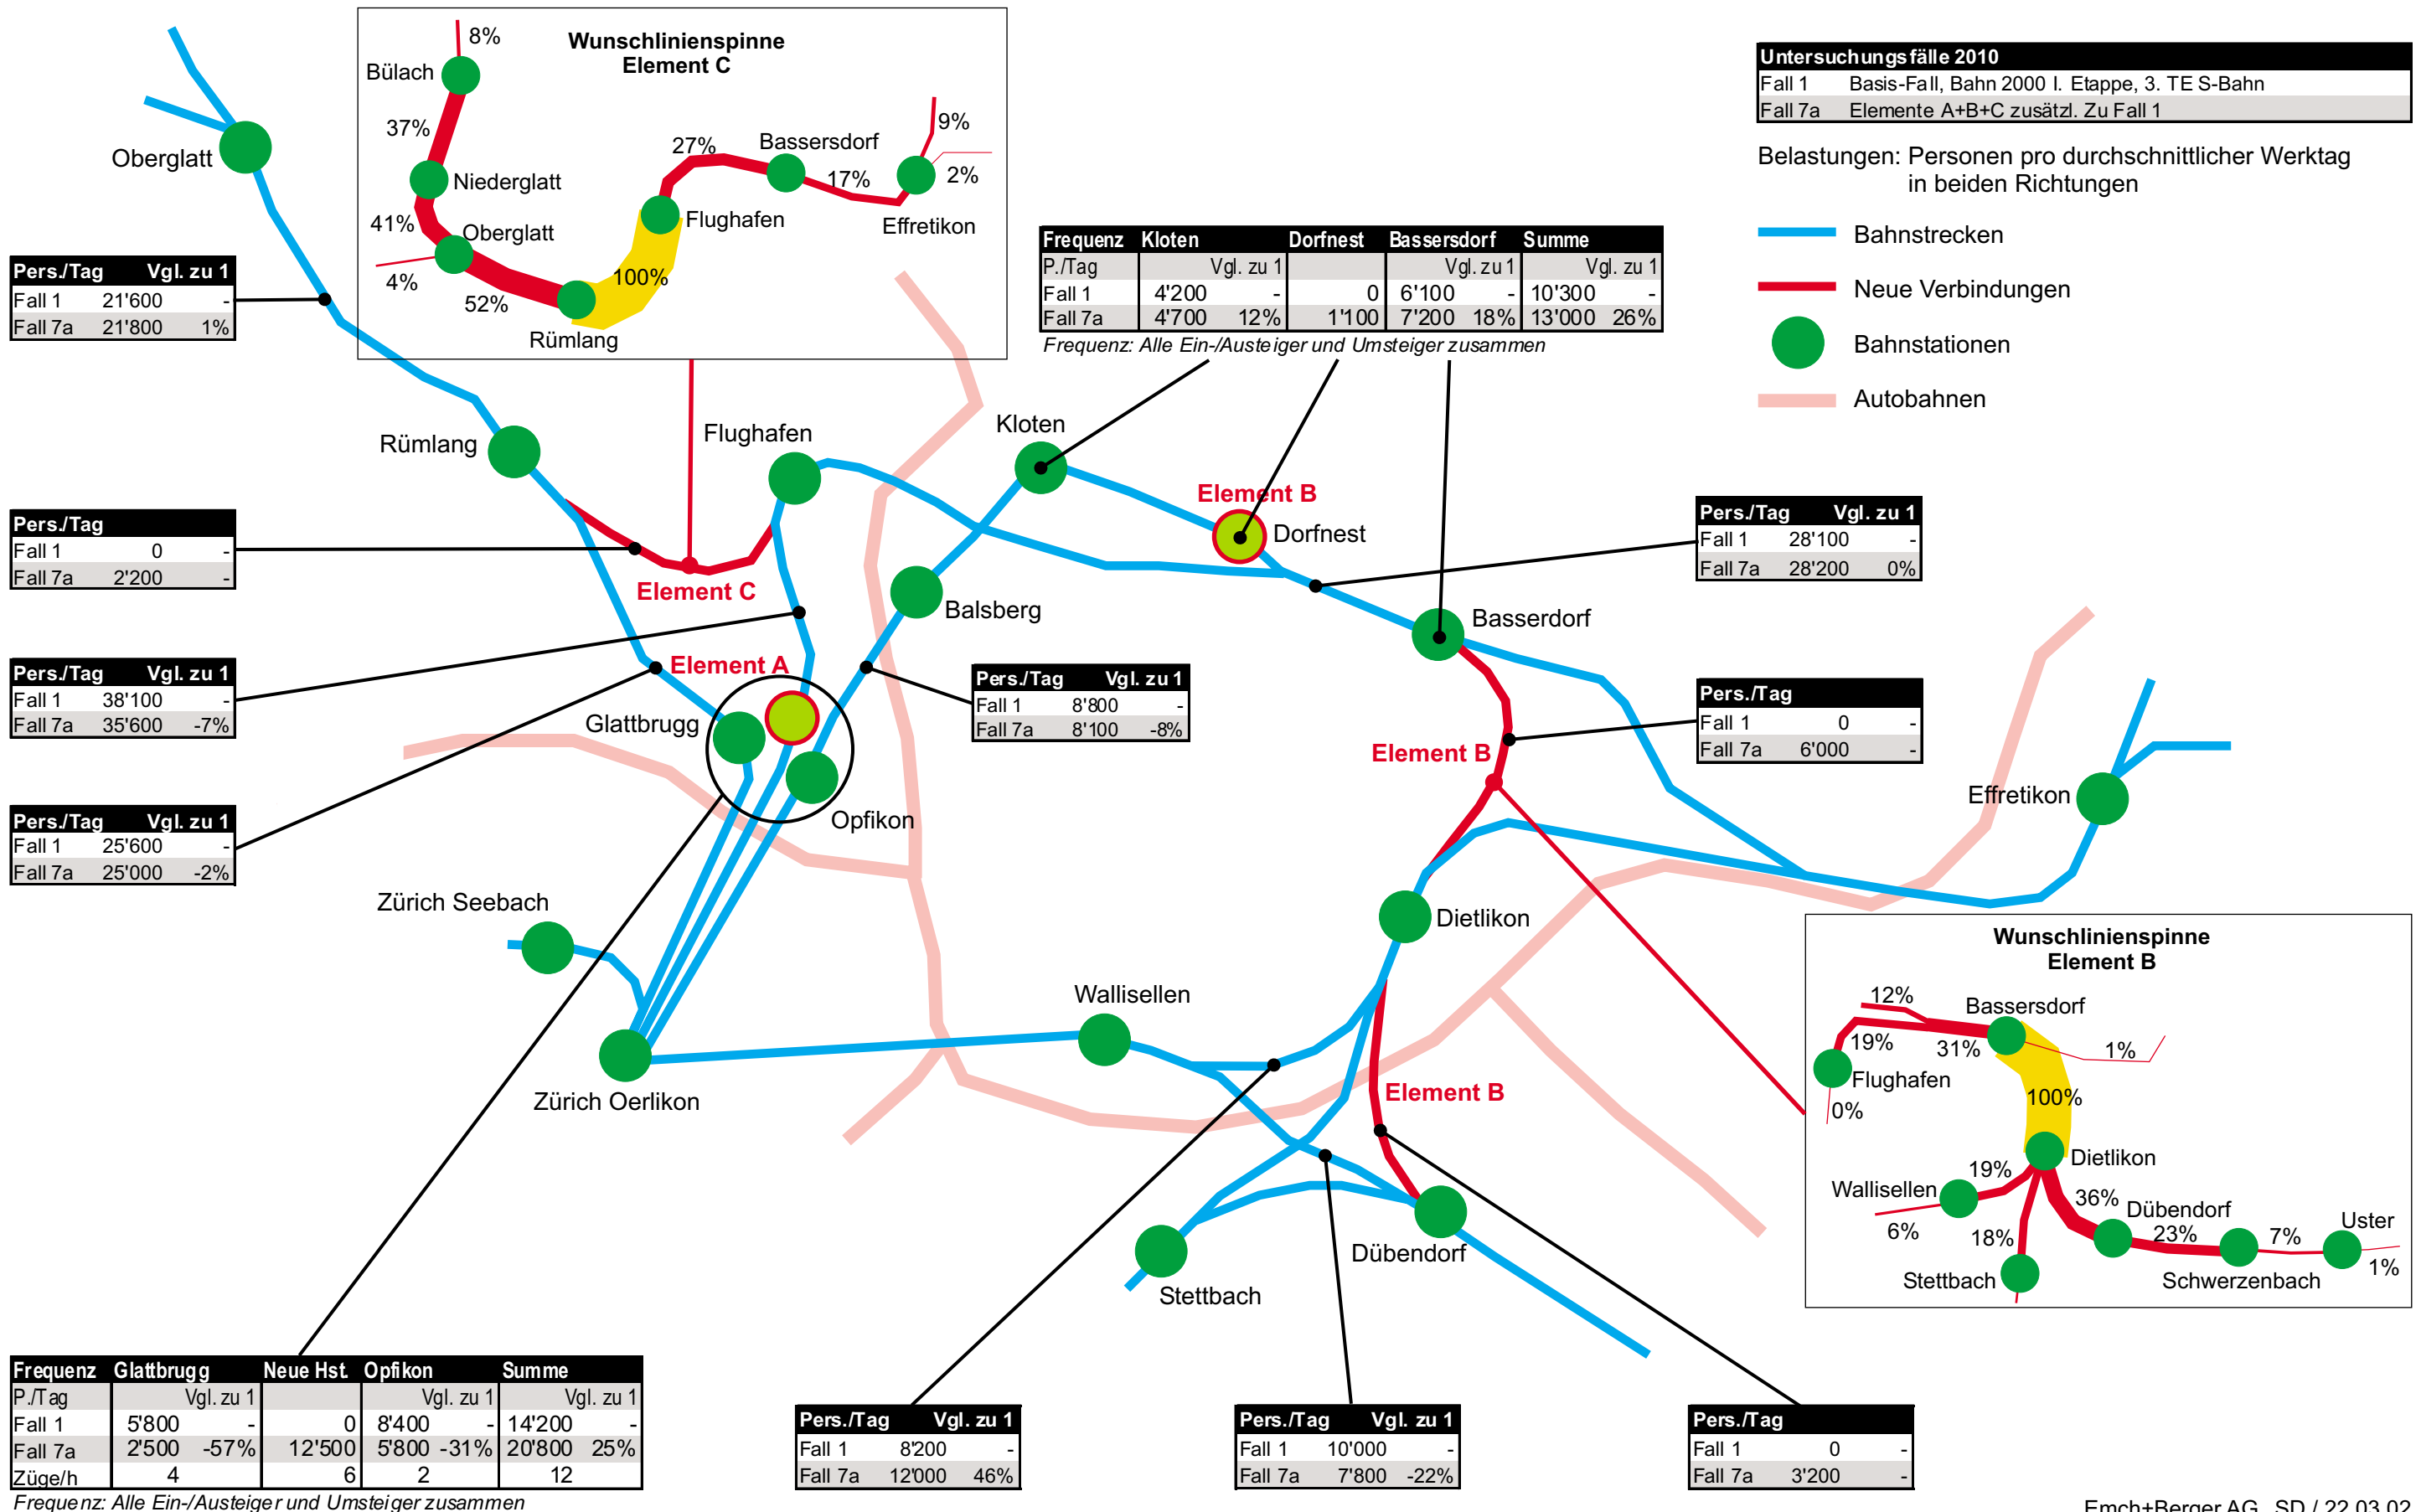 Wunschlinienspinne
Element C
8%
Bülach
37%
Niederglatt
41%
Oberglatt
4%
52%
Rümlang
100%
Flughafen
27%
Bassersdorf
17%
9%
2%
Effretikon
Untersuchungsfälle 2010
Fall 1 Basis-Fall, Bahn 2000 I. Etappe, 3. TE S-Bahn
Fall 7a Elemente A+B+C zusätzl. Zu Fall 1
Belastungen: Personen pro durchschnittlicher Werktag
in beiden Richtungen
Bahnstrecken
Neue Verbindungen
Bahnstationen
Autobahnen
Oberglatt
Pers./Tag Vgl. zu 1
Fall 1 21'600 -
Fall 7a 21'800 1%
Frequenz Kloten Dorfnest Bassersdorf Summe
P./Tag Vgl. zu 1 Vgl. zu 1 Vgl. zu 1
Fall 1 4'200 - 0 6'100 - 10'300 -
Fall 7a 4'700 12% 1'100 7'200 18% 13'000 26%
Frequenz: Alle Ein-/Austeiger und Umsteiger zusammen
Rümlang
Flughafen
Kloten
Element B
Dorfnest
Pers./Tag
Fall 1 0 -
Fall 7a 2'200 -
Element C
Balsberg
Pers./Tag Vgl. zu 1
Fall 1 28'100 -
Fall 7a 28'200 0%
Basserdorf
Pers./Tag Vgl. zu 1
Fall 1 38'100 -
Fall 7a 35'600 -7%
Element A
Glattbrugg
Opfikon
Pers./Tag Vgl. zu 1
Fall 1 8'800 -
Fall 7a 8'100 -8%
Element B
Pers./Tag
Fall 1 0 -
Fall 7a 6'000 -
Effretikon
Pers./Tag Vgl. zu 1
Fall 1 25'600 -
Fall 7a 25'000 -2%
Zürich Seebach
Dietlikon
Wallisellen
Zürich Oerlikon
Element B
Stettbach
Dübendorf
Wunschlinienspinne
Element B
12%
Bassersdorf
19%
31%
1%
Flughafen
0%
100%
Dietlikon
19%
Wallisellen
6%
36%
18%
Dübendorf
23%
Stettbach
Schwerzenbach
7%
Uster
1%
Frequenz Glattbrugg Neue Hst. Opfikon Summe
P./Tag Vgl. zu 1 Vgl. zu 1 Vgl. zu 1
Fall 1 5'800 - 0 8'400 - 14'200 -
Fall 7a 2'500 -57% 12'500 5'800 -31% 20'800 25%
Züge/h 4 6 2 12
Frequenz: Alle Ein-/Austeiger und Umsteiger zusammen
Pers./Tag Vgl. zu 1
Fall 1 8'200 -
Fall 7a 12'000 46%
Pers./Tag Vgl. zu 1
Fall 1 10'000 -
Fall 7a 7'800 -22%
Pers./Tag
Fall 1 0 -
Fall 7a 3'200 -
Emch+Berger AG, SD / 22.03.02